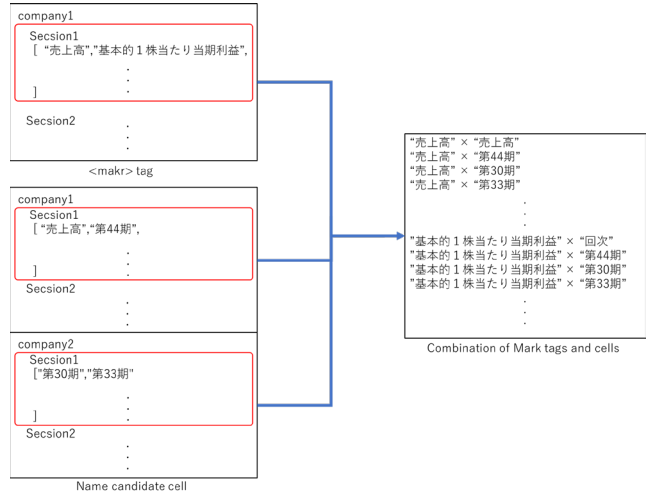 company1
Secsion1
[ “売上高”,”基本的１株当たり当期利益”,
.
.
.
]
Secsion2
.
.
.
<makr> tag
company1
Secsion1
[ “売上高”,“第44期”,
.
.
.
]
Secsion2
.
.
.
company2
Secsion1
["第30期”,“第33期"
.
.
.
]
Secsion2
.
.
.
Name candidate cell
“売上高” × “売上高”
“売上高” × “第44期”
“売上高” × “第30期”
“売上高” × “第33期”
.
.
.
”基本的１株当たり当期利益” × “回次”
”基本的１株当たり当期利益” × “第44期”
”基本的１株当たり当期利益” × “第30期”
”基本的１株当たり当期利益” × “第33期”
.
.
.
Combination of Mark tags and cells